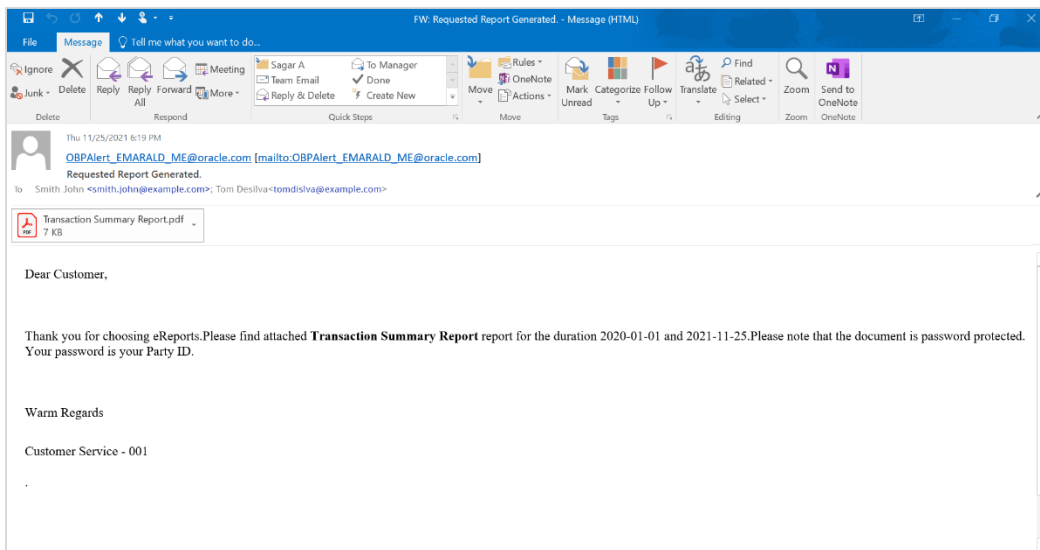 FW: Requested Report Generated. - Message (HTML)
File Message Tell me what you want to do...
Ignore
Junk
Delete
Reply
Reply All
Forward
Meeting
More
Sagar A
Team Email
Reply & Delete
To Manager
Done
Create New
Move
Rules
OneNote
Actions
Mark Unread
Categorize
Follow Up
Translate
Find
Related
Select
Zoom
Send to OneNote
Delete Respond Quick Steps Move Tags Editing Zoom OneNote
Thu 11/25/2021 6:19 PM
OBPAlert_EMARALD_ME@oracle.com [mailto:OBPAlert_EMARALD_ME@oracle.com]
Requested Report Generated.
To Smith John <smith.john@example.com>; Tom Desilva<tomdislva@example.com>
PDF
Transaction Summary Report.pdf
7 KB
Dear Customer,
Thank you for choosing eReports.Please find attached Transaction Summary Report report for the duration 2020-01-01 and 2021-11-25.Please note that the document is password protected.
Your password is your Party ID.
Warm Regards
Customer Service - 001
.